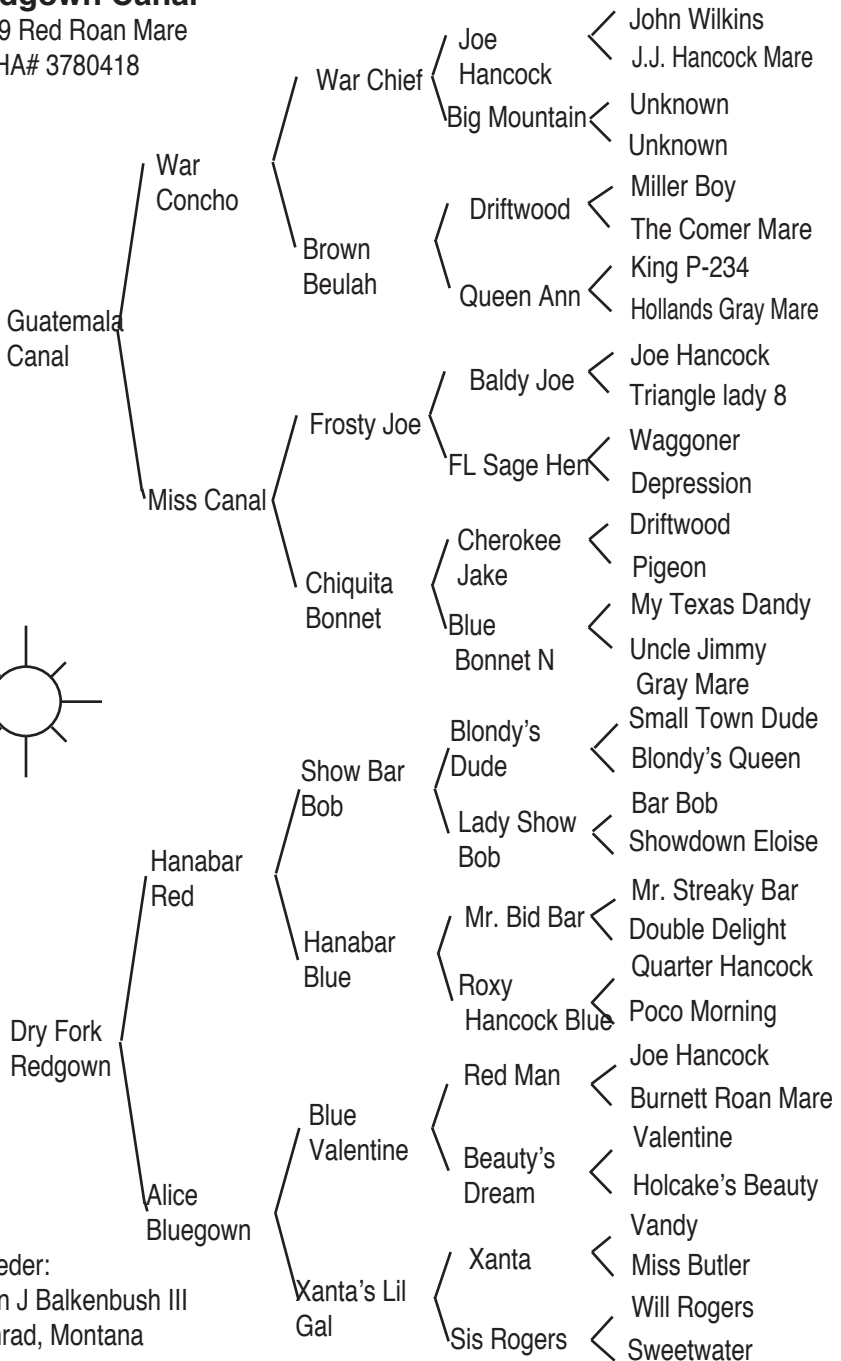 dgown Canal
9 Red Roan Mare
HA# 3780418
Guatemala
Canal
Dry Fork
Redgown
War
Concho
Miss Canal
Hanabar
Red
Alice
Bluegown
War Chief
Brown
Beulah
Frosty Joe
Chiquita
Bonnet
Show Bar
Bob
Hanabar
Blue
Blue
Valentine
Xanta's Lil
Gal
Joe
Hancock
Big Mountain
Driftwood
Queen Ann
Baldy Joe
FL Sage Hen
Cherokee
Jake
Blue
Bonnet N
Blondy's
Dude
Lady Show
Bob
Mr. Bid Bar
Roxy
Hancock Blue
Red Man
Beauty's
Dream
Xanta
Sis Rogers
John Wilkins
J.J. Hancock Mare
Unknown
Unknown
Miller Boy
The Comer Mare
King P-234
Hollands Gray Mare
Joe Hancock
Triangle lady 8
Waggoner
Depression
Driftwood
Pigeon
My Texas Dandy
Uncle Jimmy
Gray Mare
Small Town Dude
Blondy's Queen
Bar Bob
Showdown Eloise
Mr. Streaky Bar
Double Delight
Quarter Hancock
Poco Morning
Joe Hancock
Burnett Roan Mare
Valentine
Holcake's Beauty
Vandy
Miss Butler
Will Rogers
Sweetwater
eder:
n J Balkenbush III
nrad, Montana